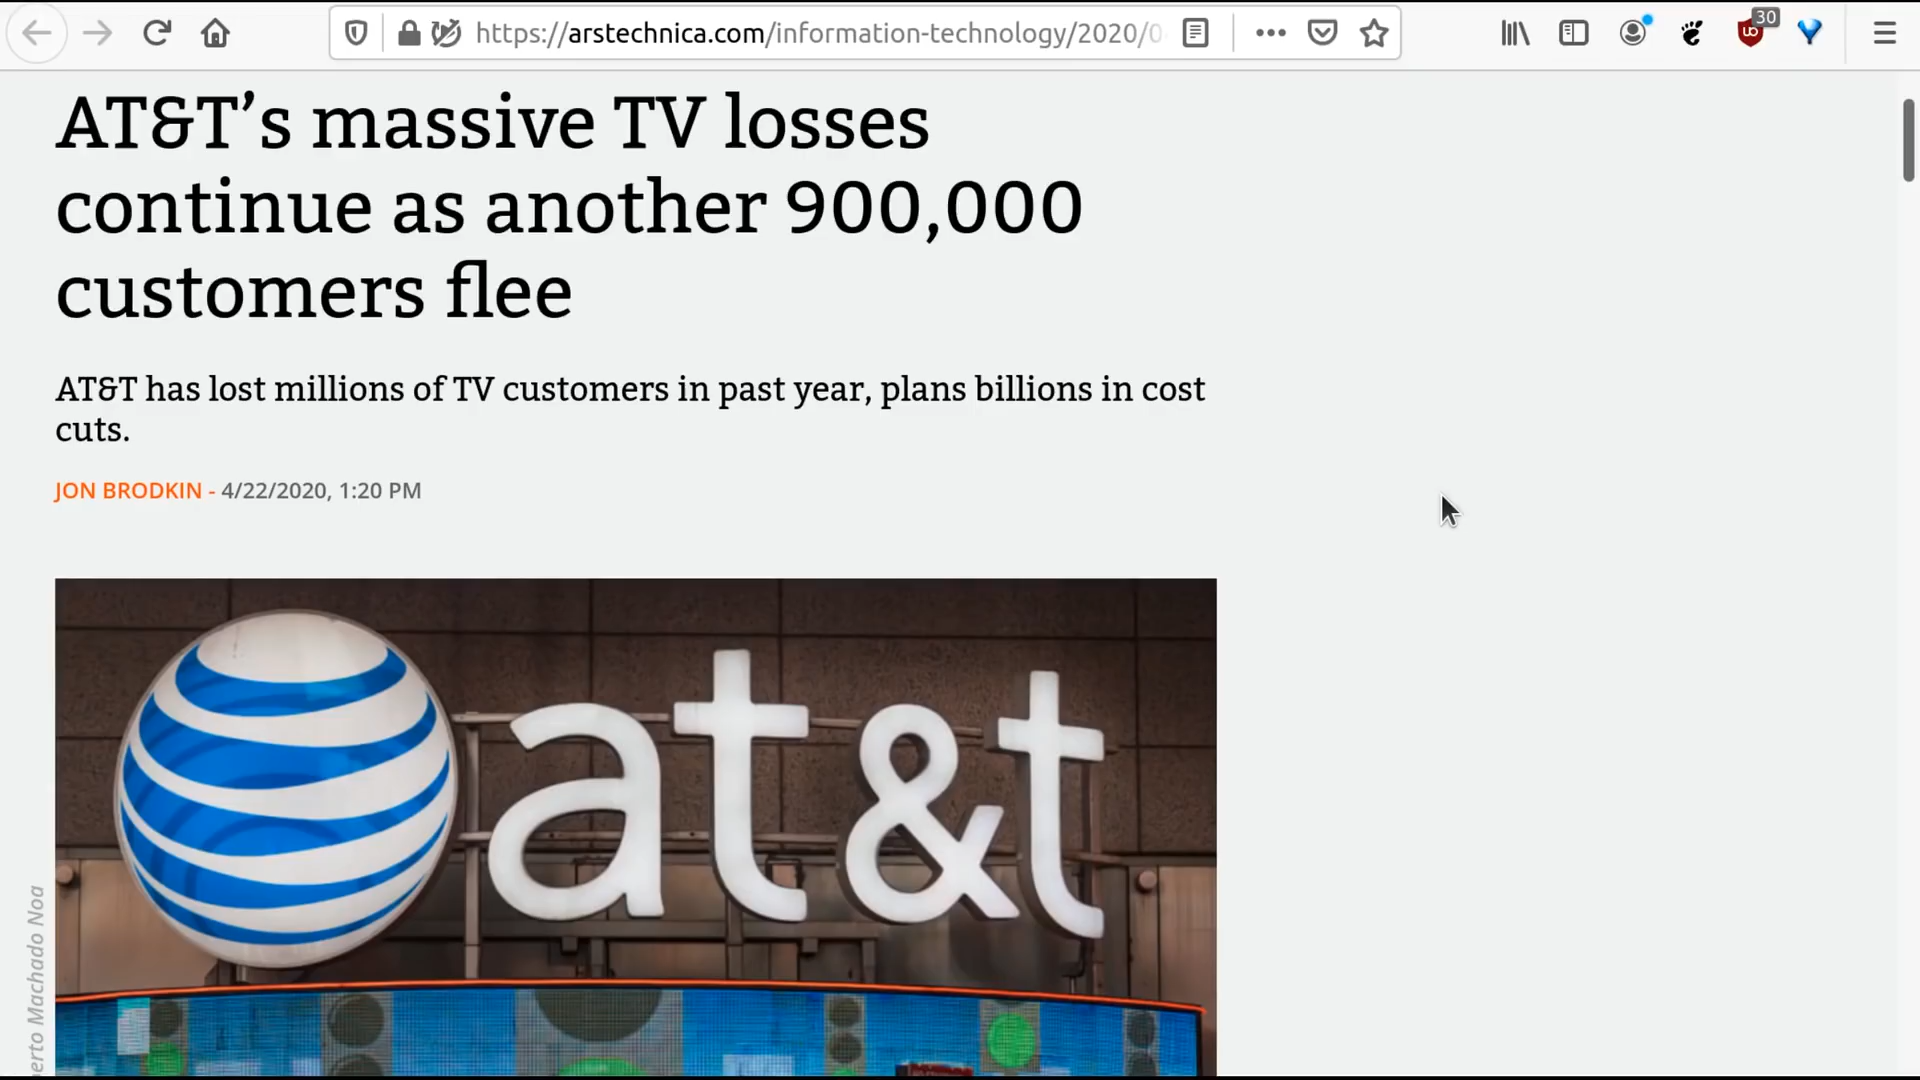 https://arstechnica.com/information-technology/2020/0
30
AT&T’s massive TV losses
continue as another 900,000
customers flee
AT&T has lost millions of TV customers in past year, plans billions in cost
cuts.
JON BRODKIN - 4/22/2020, 1:20 PM
at&t
erto Machado Noa